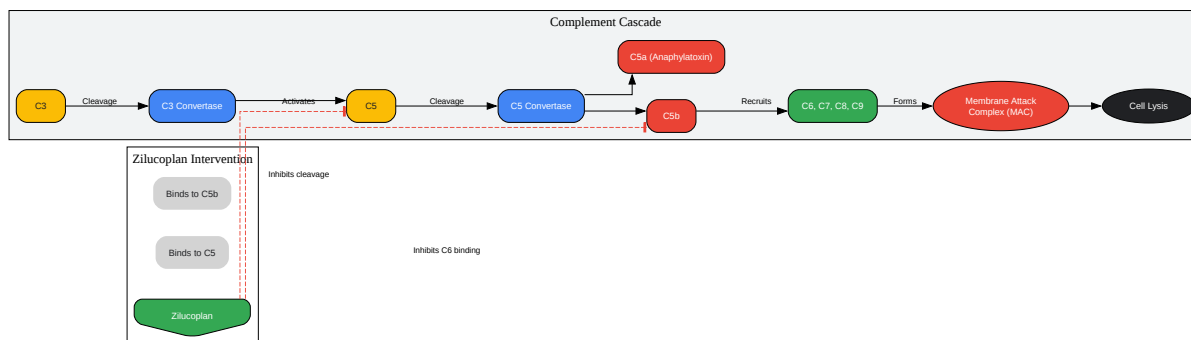 Complement Cascade
C5a (Anaphylatoxin)
C3
Cleavage
C3 Convertase
Activates
C5
Cleavage
C5 Convertase
C5b
Recruits
C6, C7, C8, C9
Forms
Membrane Attack
Complex (MAC)
Cell Lysis
Zilucoplan Intervention
Inhibits cleavage
Binds to C5b
Inhibits C6 binding
Binds to C5
Zilucoplan